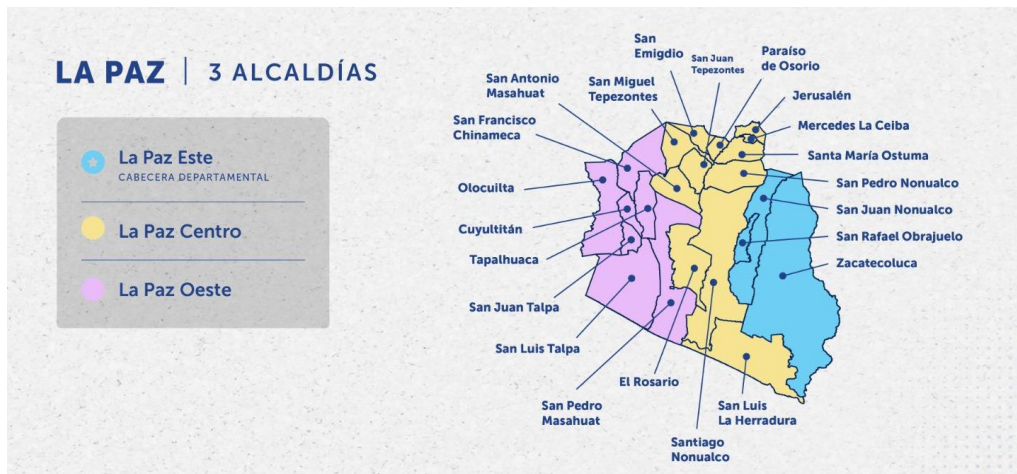 LA PAZ | 3 ALCALDÍAS
La Paz Este
CABECERA DEPARTAMENTAL
La Paz Centro
La Paz Oeste
San
Emigdio
San Juan
Tepezontes
Paraíso
de Osorio
San Antonio
Masahuat
San Miguel
Tepezontes
Jerusalén
San Francisco
Chinameca
Mercedes La Ceiba
Santa María Ostuma
Olocuilta
San Pedro Nonualco
San Juan Nonualco
Cuyultitán
San Rafael Obrajuelo
Tapalhuaca
Zacatecoluca
San Juan Talpa
San Luis Talpa
El Rosario
San Pedro
Masahuat
San Luis
La Herradura
Santiago
Nonualco